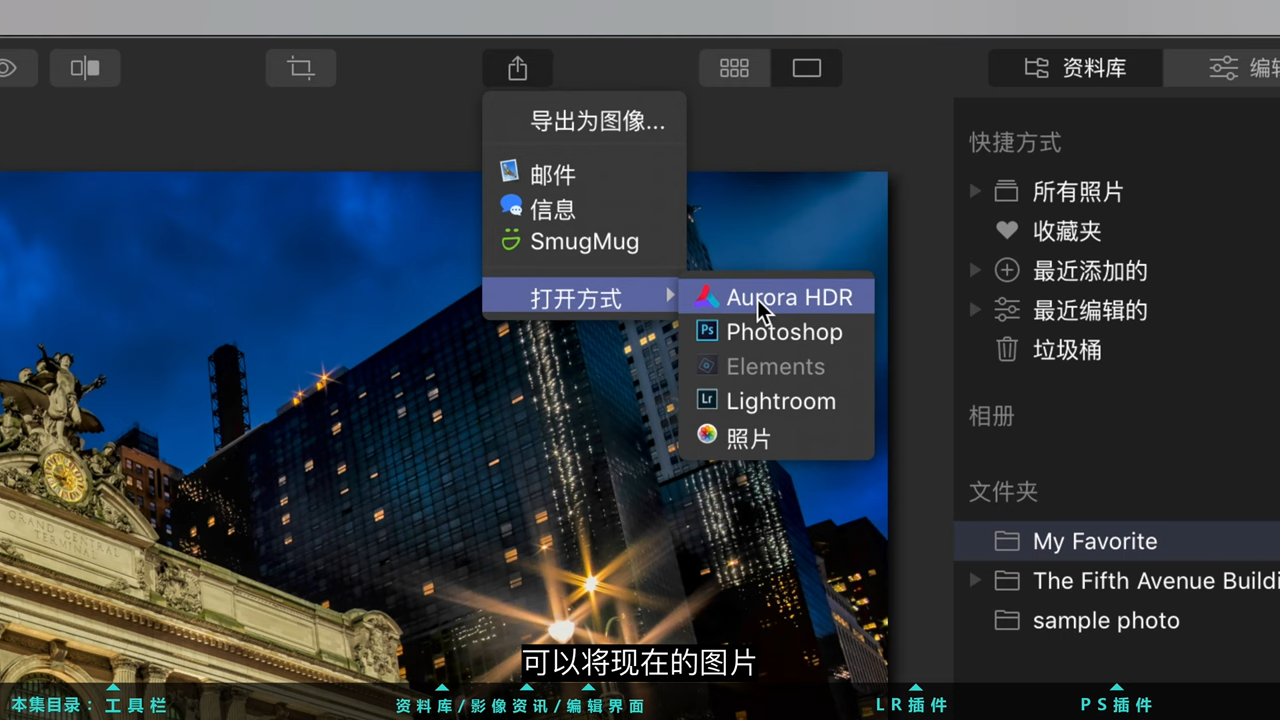 资料库
导出为图像...
邮件
信息
SmugMug
打开方式
Aurora HDR
Photoshop
Elements
Lightroom
照片
快捷方式
所有照片
收藏夹
最近添加的
最近编辑的
垃圾桶
相册
文件夹
My Favorite
The Fifth Avenue
sample photo
GRAND CENTRAL
TERMINAL
可以将现在的图片
本集目录：工具栏
资料库/影像资讯/编辑界面
LR插件
PS插件